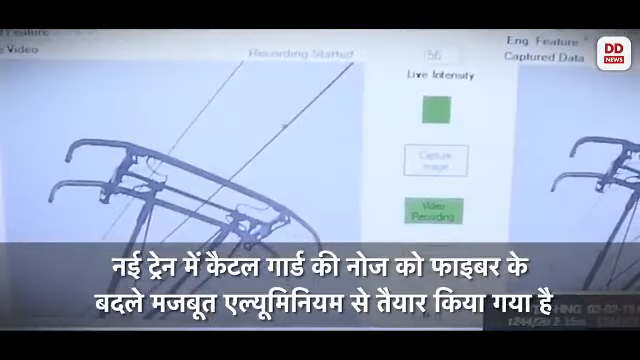 Eng Feature
Video
Recording Started
56
Captured Data
DD
NEWS
Live Intensity
Capture
Image
Video
Recording
नई ट्रेन में कैटल गार्ड की नोज को फाइबर के
बदले मजबूत एल्यूमिनियम से तैयार किया गया है